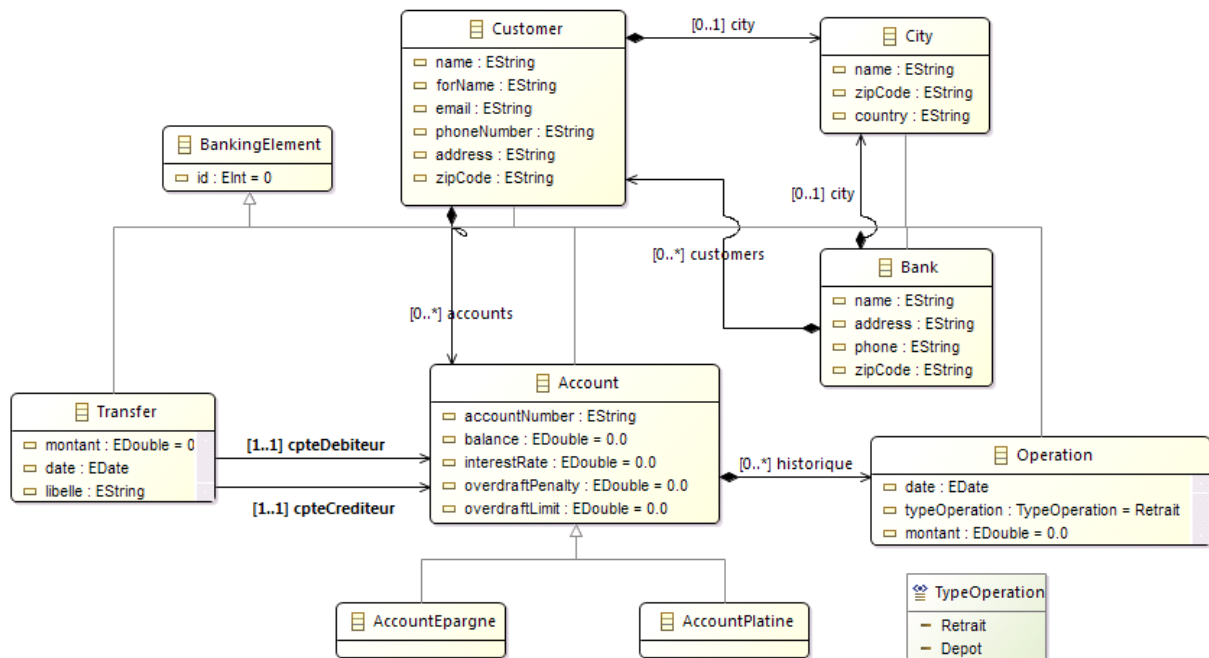 Customer
name : EString
forName : EString
email : EString
phoneNumber : EString
address : EString
zipCode : EString
[0..1] city
City
name : EString
zipCode : EString
country : EString
BankingElement
id : EInt = 0
[0..1] city
[0..*] customers
Bank
name : EString
address : EString
phone : EString
zipCode : EString
[0..*] accounts
Account
accountNumber : EString
balance : EDouble = 0.0
interestRate : EDouble = 0.0
overdraftPenalty : EDouble = 0.0
overdraftLimit : EDouble = 0.0
Transfer
montant : EDouble = 0
date : EDate
libelle : EString
[1..1] cpteDebiteur
[1..1] cpteCrediteur
[0..*] historique
Operation
date : EDate
typeOperation : TypeOperation = Retrait
montant : EDouble = 0.0
AccountEpargne
AccountPlatine
TypeOperation
Retrait
Depot